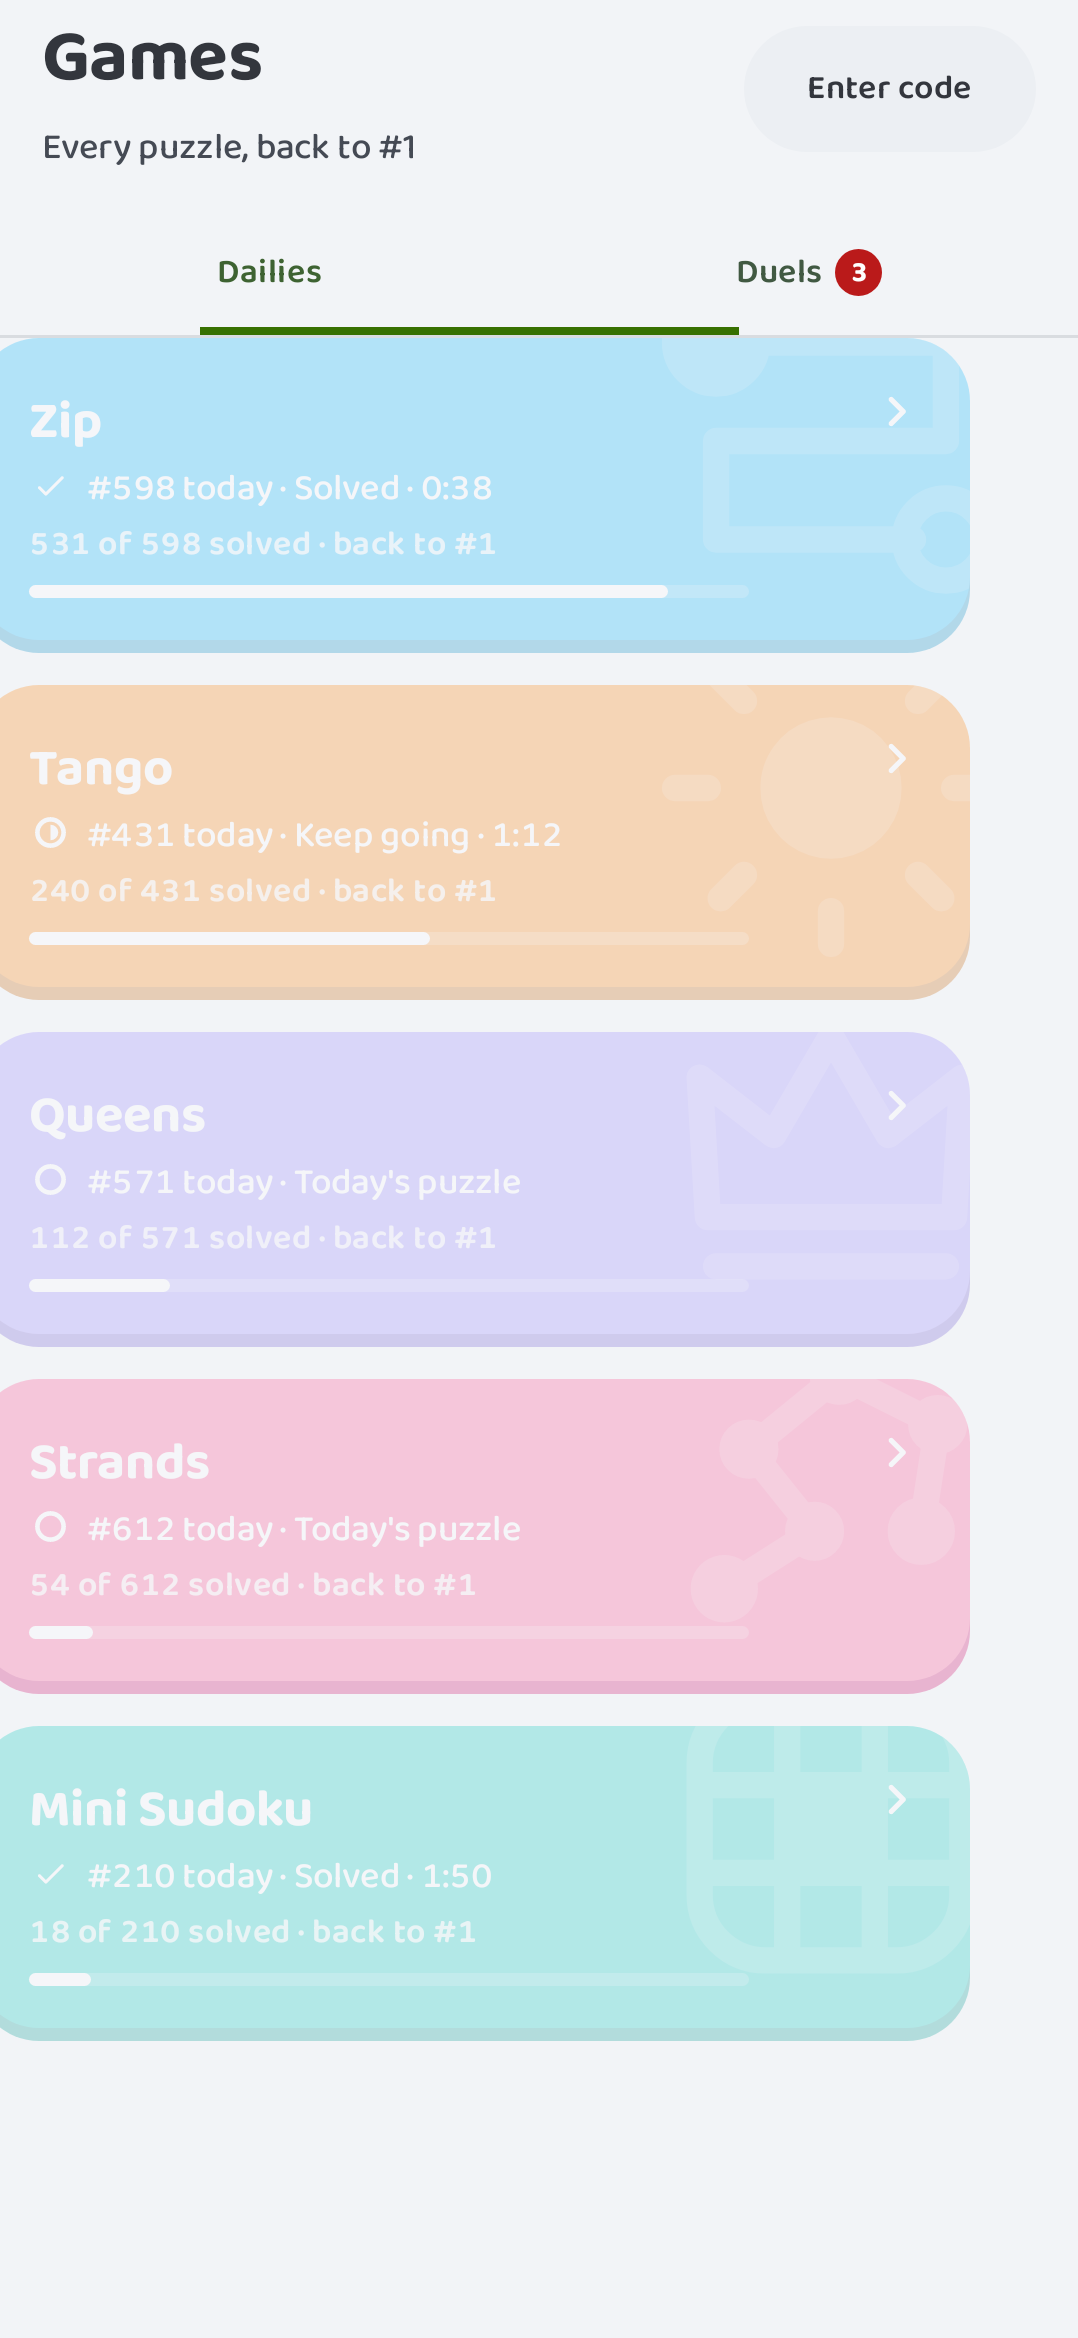 Games
Enter code
Every puzzle, back to #1
Dailies
Duels 3
Zip
#598 today · Solved · 0:38
531 of 598 solved · back to #1
Tango
#431 today · Keep going · 1:12
240 of 431 solved · back to #1
Queens
#571 today · Today's puzzle
112 of 571 solved · back to #1
Strands
#612 today · Today's puzzle
54 of 612 solved · back to #1
Mini Sudoku
#210 today · Solved · 1:50
18 of 210 solved · back to #1